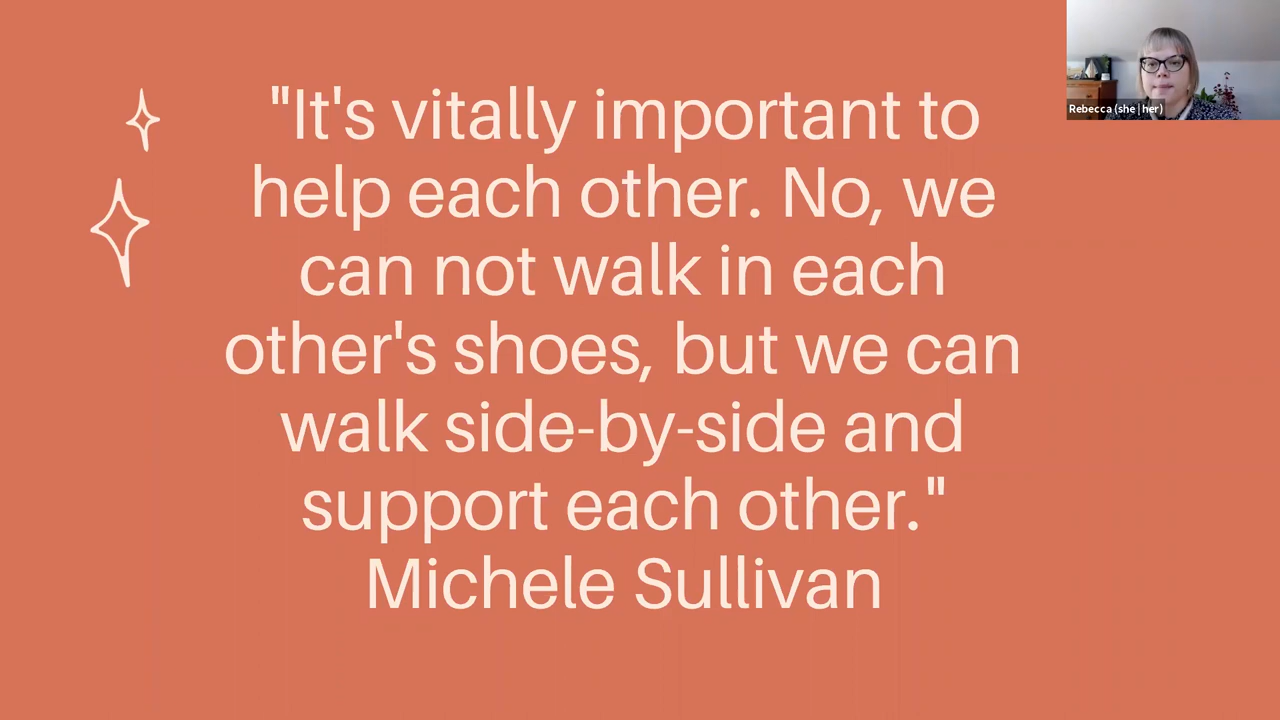 "It's vitally important to
help each other. No, we
can not walk in each
other's shoes, but we can
walk side-by-side and
support each other."
Michele Sullivan
Rebecca (she | her)